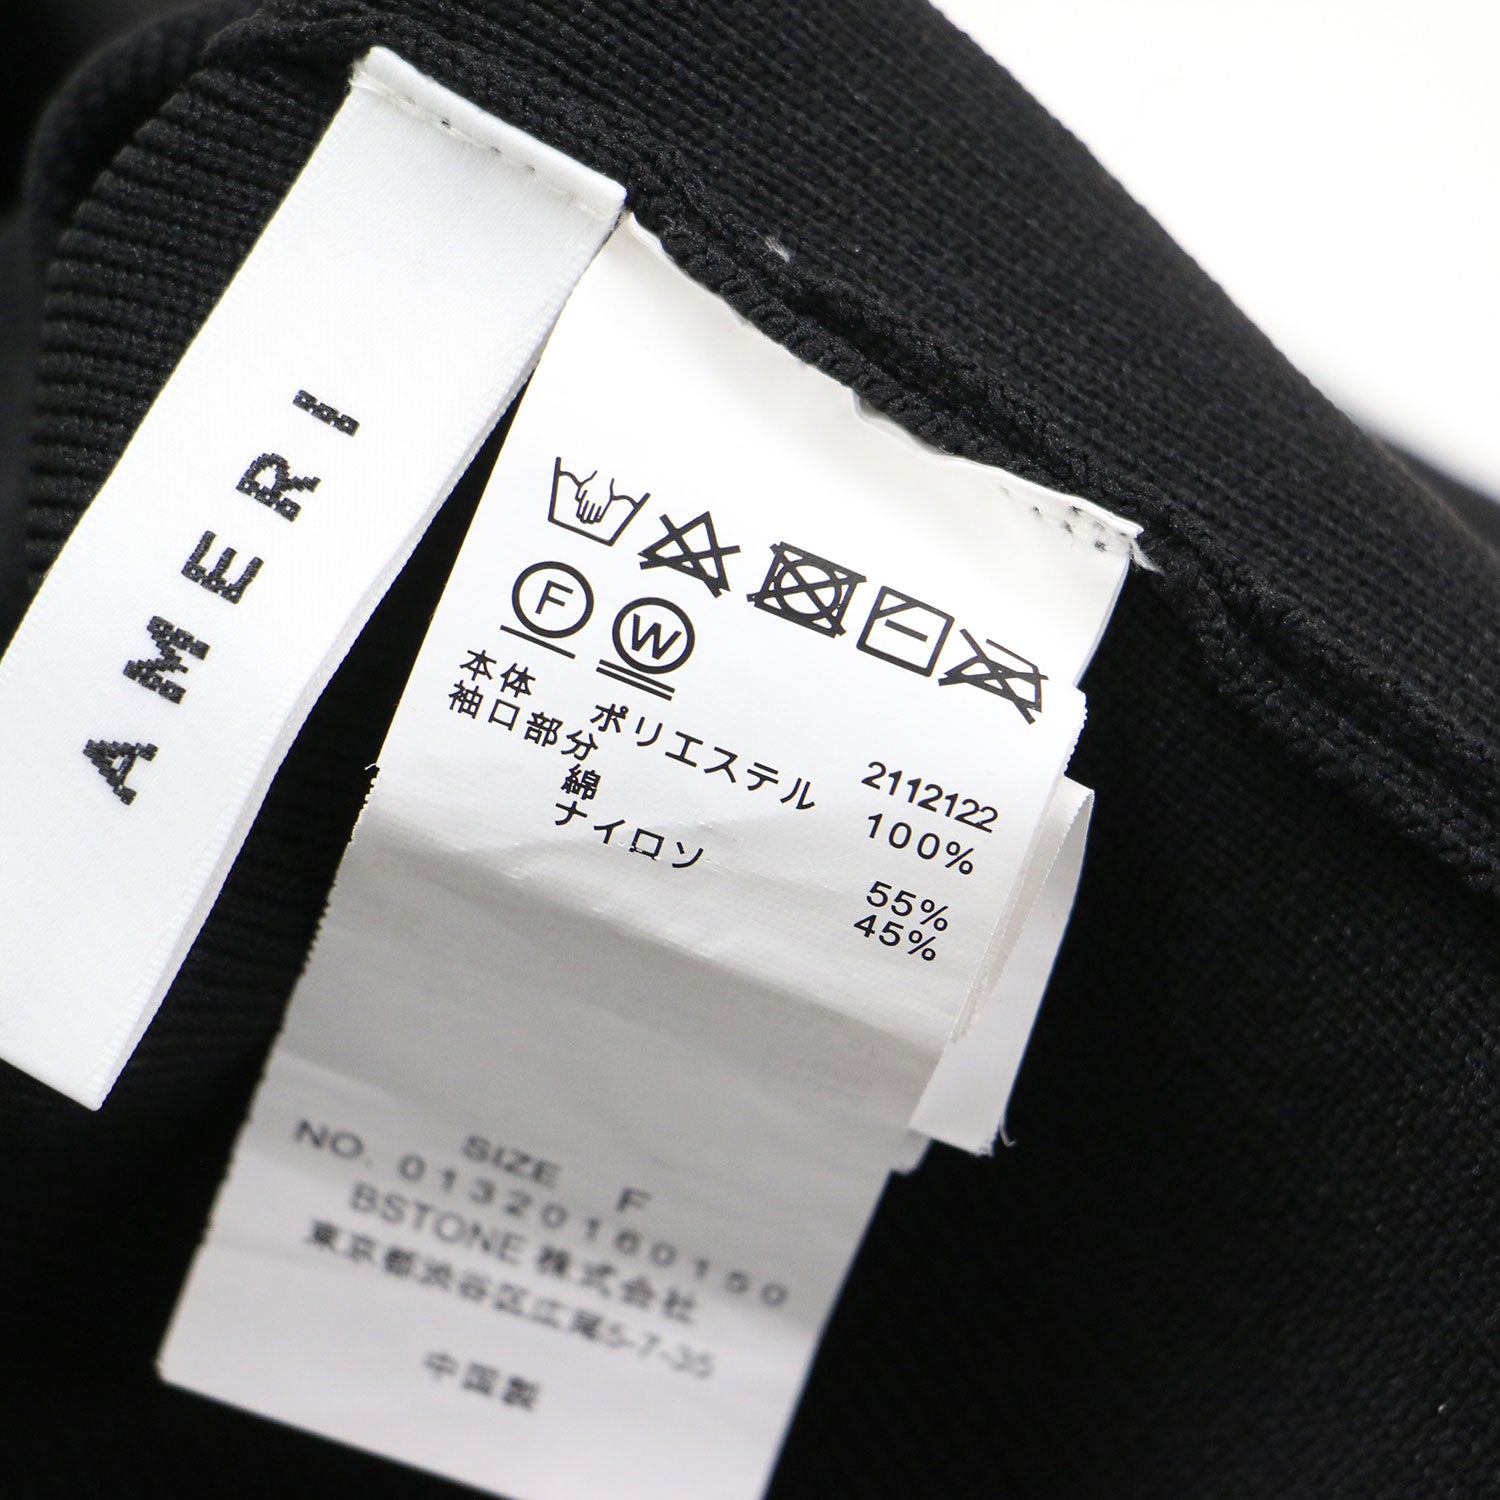 AMERI
F W
2112122
本体 ポリエステル 100%
袖口部分
綿 55%
ナイロン 45%
SIZE F
NO. 01320160150
BSTONE 株式会社
東京都渋谷区広尾5-7-35
中国製